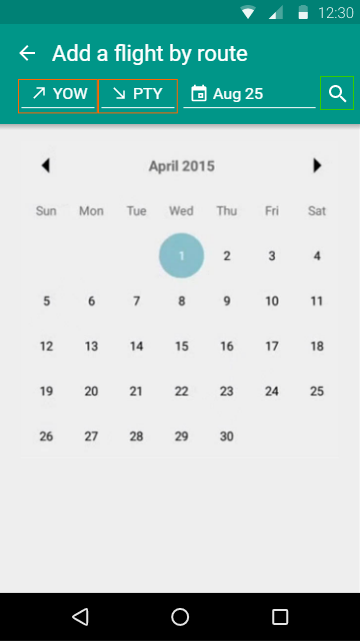 12:30
Add a flight by route
YOW PTY Aug 25
April 2015
Sun Mon Tue Wed Thu Fri Sat
1 2 3 4
5 6 7 8 9 10 11
12 13 14 15 16 17 18
19 20 21 22 23 24 25
26 27 28 29 30